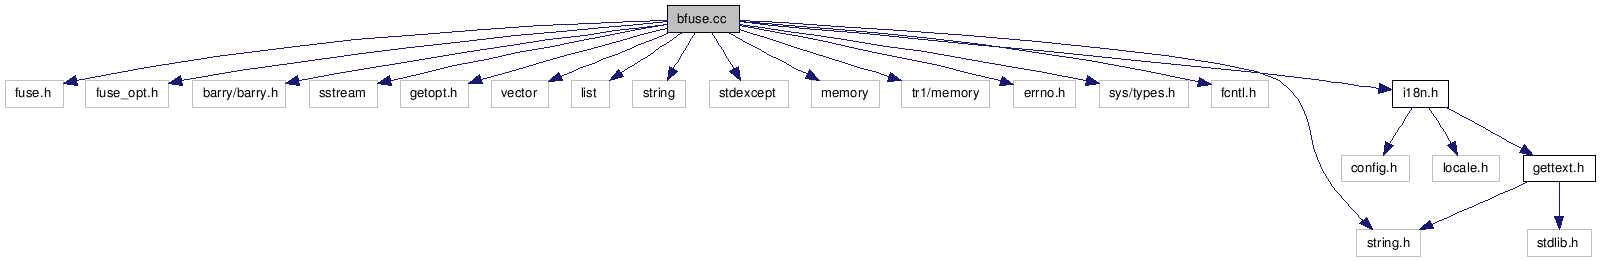 bfuse.cc
fuse.h
fuse_opt.h
barry/barry.h
sstream
getopt.h
vector
list
string
stdexcept
memory
tr1/memory
errno.h
sys/types.h
fcntl.h
i18n.h
config.h
locale.h
gettext.h
string.h
stdlib.h